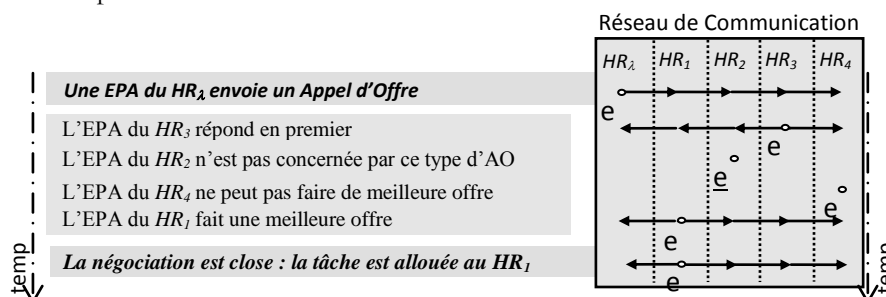 Réseau de Communication
HRλ HR1 HR2 HR3 HR4
Une EPA du HRλ envoie un Appel d'Offre
e
L'EPA du HR3 répond en premier
e
L'EPA du HR2 n'est pas concernée par ce type d'AO
e
L'EPA du HR4 ne peut pas faire de meilleure offre
e
L'EPA du HR1 fait une meilleure offre
e
La négociation est close : la tâche est allouée au HR1
e
temp
temp